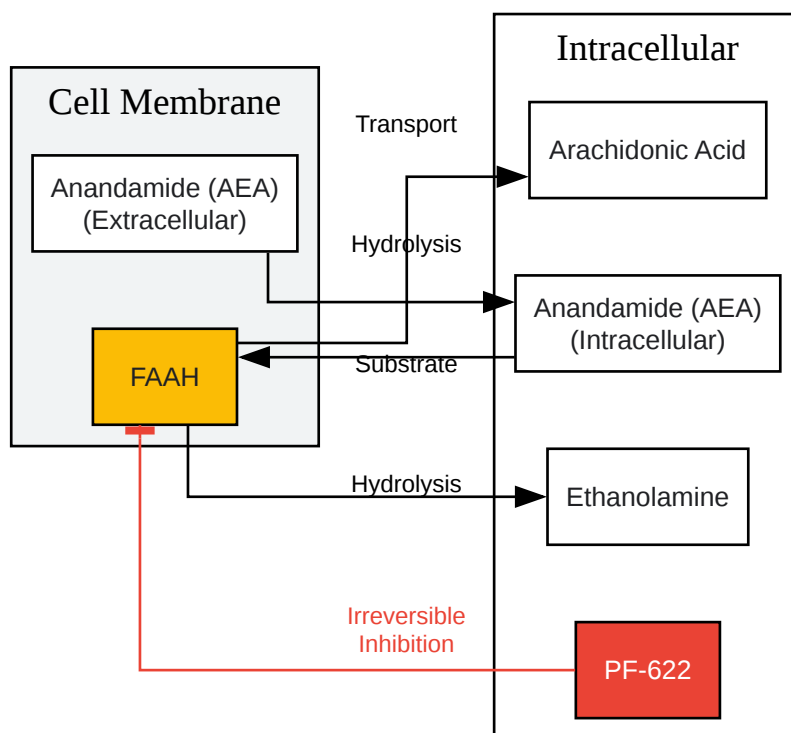 Intracellular
Cell Membrane
Transport
Arachidonic Acid
Anandamide (AEA)
(Extracellular)
Hydrolysis
Anandamide (AEA)
(Intracellular)
FAAH
Substrate
Hydrolysis
Ethanolamine
Irreversible
Inhibition
PF-622